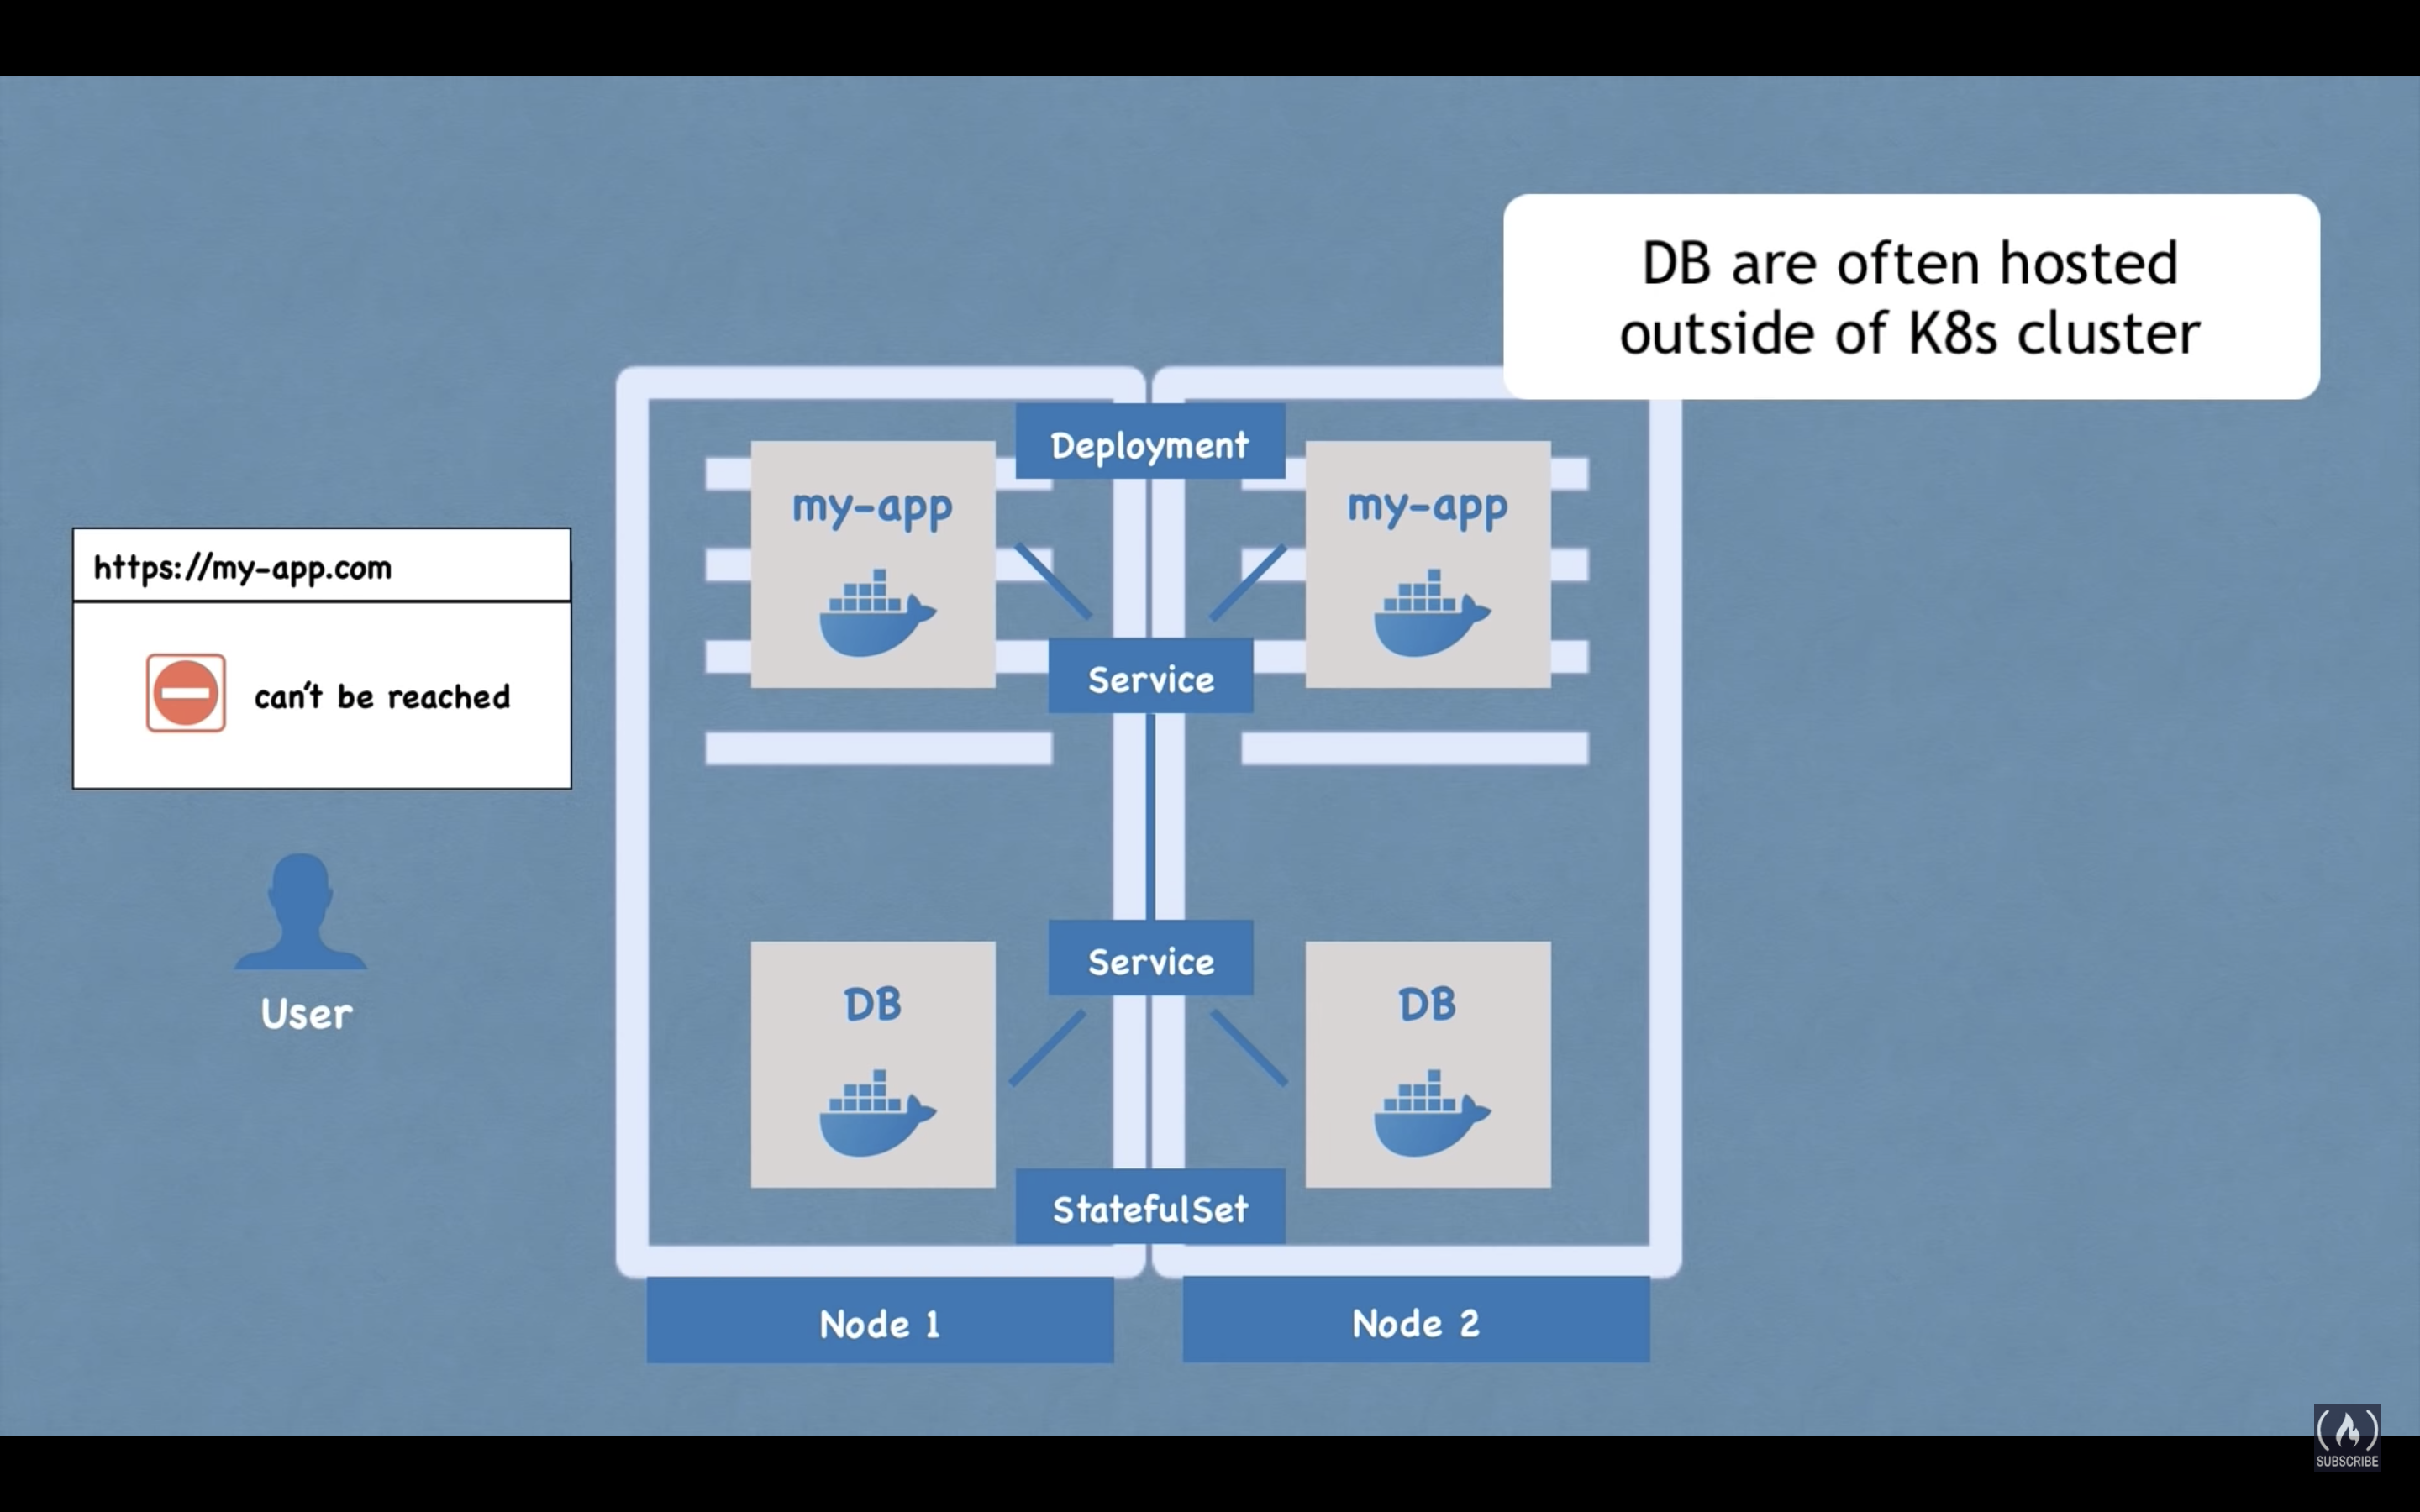 DB are often hosted
outside of K8s cluster
Deployment
my-app
my-app
https://my-app.com
can't be reached
Service
Service
User
DB
DB
StatefulSet
Node 1
Node 2
SUBSCRIBE